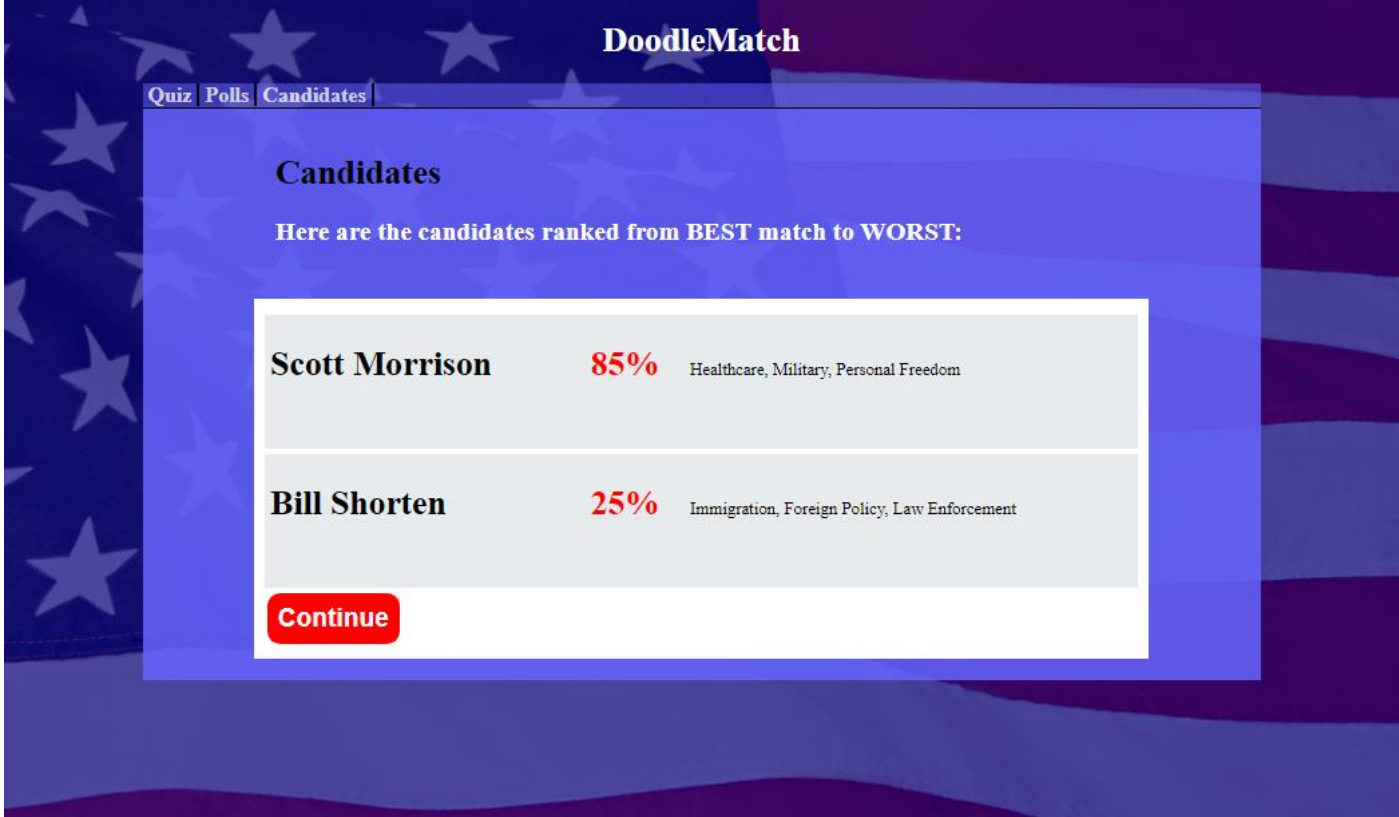 DoodleMatch
Quiz Polls Candidates
Candidates
Here are the candidates ranked from BEST match to WORST:
Scott Morrison 85% Healthcare, Military, Personal Freedom
Bill Shorten 25% Immigration, Foreign Policy, Law Enforcement
Continue